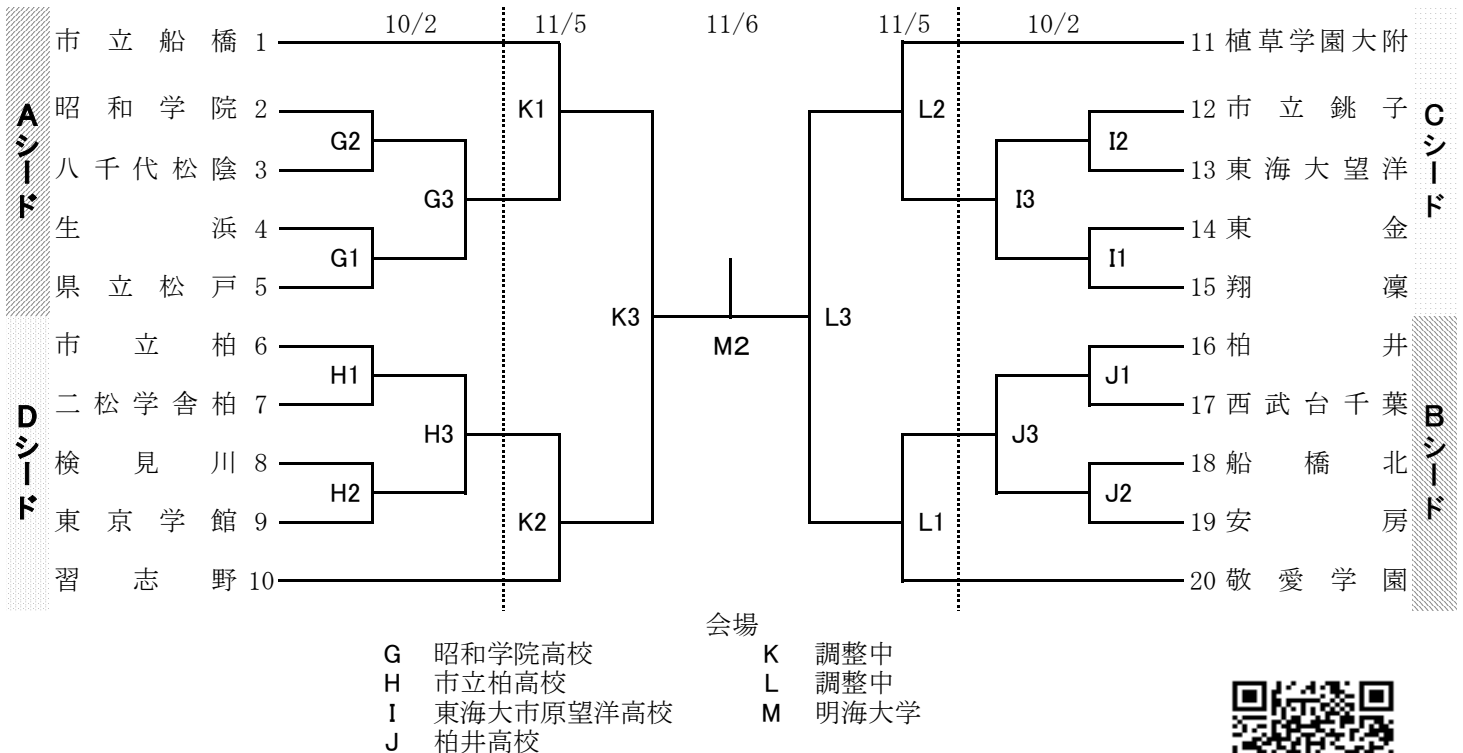 10/2 11/5 11/6 11/5 10/2
市立船橋 1
昭和学院 2
八千代松陰 3
生浜 4
県立松戸 5
市立柏 6
二松学舎柏 7
検見川 8
東京学館 9
習志野 10
Aシード
Dシード
G2
G1
G3
H1
H2
H3
K1
K2
K3
M2
L3
L2
L1
I2
I3
I1
J1
J3
J2
11 植草学園大附
12 市立銚子
13 東海大望洋
14 東金
15 翔凜
16 柏井
17 西武台千葉
18 船橋北
19 安房
20 敬愛学園
Cシード
Bシード
会場
G 昭和学院高校 K 調整中
H 市立柏高校 L 調整中
I 東海大市原望洋高校 M 明海大学
J 柏井高校